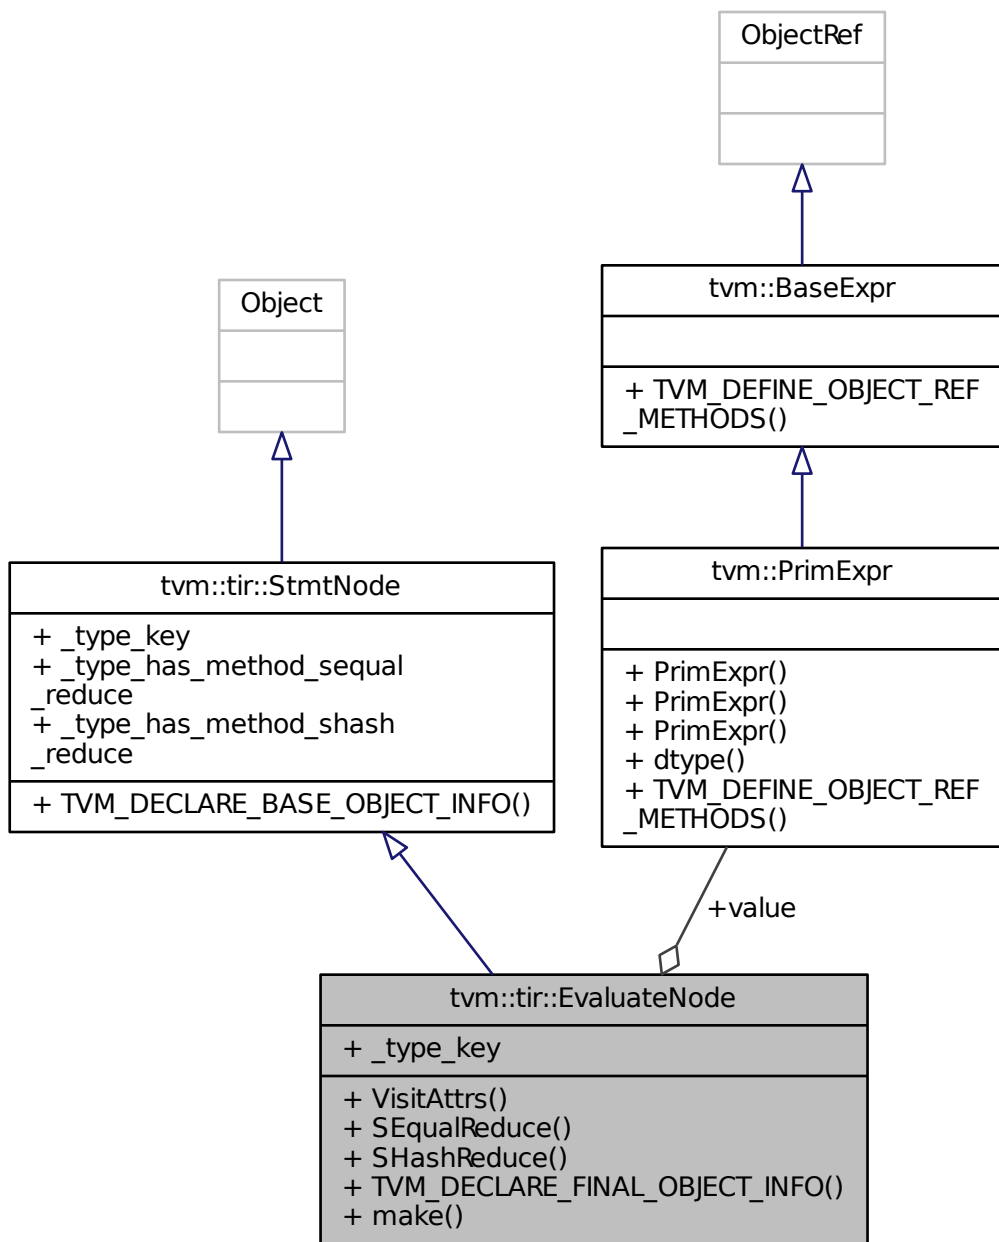 ObjectRef
tvm::BaseExpr
+ TVM_DEFINE_OBJECT_REF
_METHODS()
Object
tvm::tir::StmtNode
+ _type_key
+ _type_has_method_sequal
_reduce
+ _type_has_method_shash
_reduce
+ TVM_DECLARE_BASE_OBJECT_INFO()
tvm::PrimExpr
+ PrimExpr()
+ PrimExpr()
+ PrimExpr()
+ dtype()
+ TVM_DEFINE_OBJECT_REF
_METHODS()
+value
tvm::tir::EvaluateNode
+ _type_key
+ VisitAttrs()
+ SEqualReduce()
+ SHashReduce()
+ TVM_DECLARE_FINAL_OBJECT_INFO()
+ make()